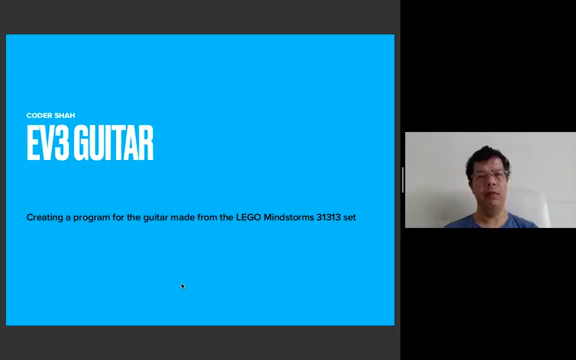 CODER SHAH
EV3 GUITAR
Creating a program for the guitar made from the LEGO Mindstorms 31313 set